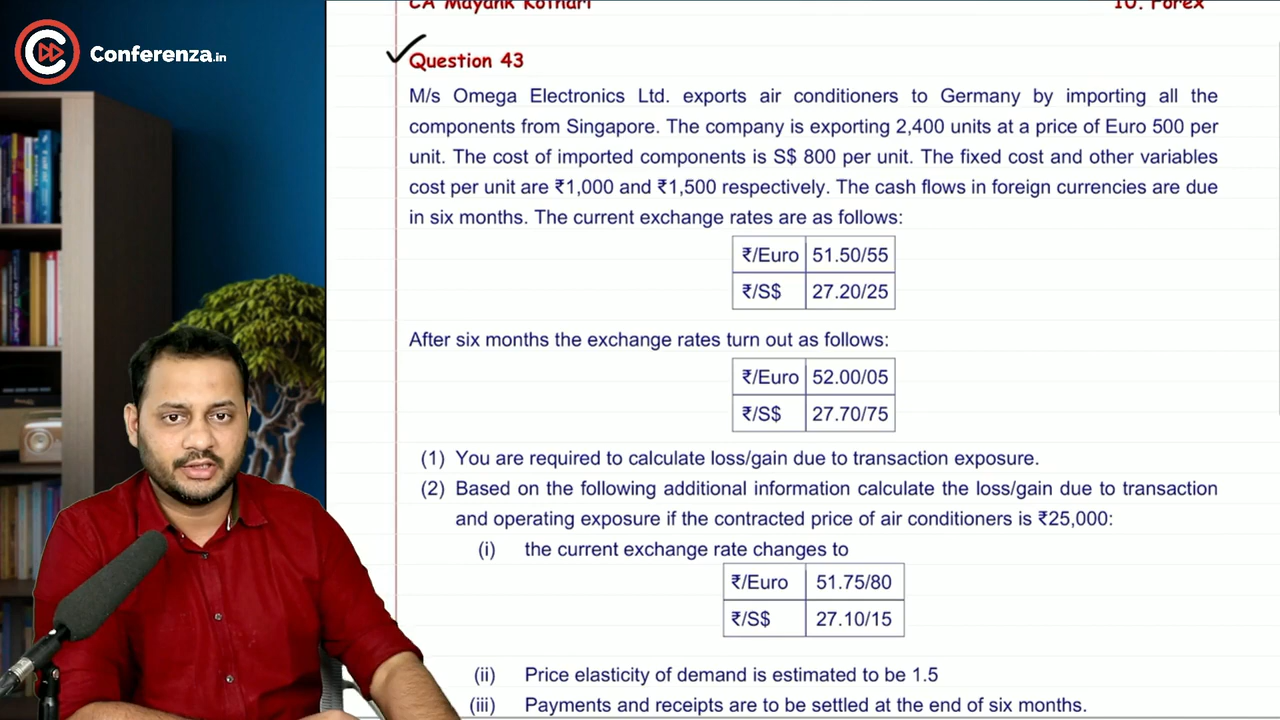 Conferenza.in
CA Mayank Kothari
10. Forex
Question 43
M/s Omega Electronics Ltd. exports air conditioners to Germany by importing all the
components from Singapore. The company is exporting 2,400 units at a price of Euro 500 per
unit. The cost of imported components is S$ 800 per unit. The fixed cost and other variables
cost per unit are ₹1,000 and ₹1,500 respectively. The cash flows in foreign currencies are due
in six months. The current exchange rates are as follows:
₹/Euro 51.50/55
₹/S$ 27.20/25
After six months the exchange rates turn out as follows:
₹/Euro 52.00/05
₹/S$ 27.70/75
(1) You are required to calculate loss/gain due to transaction exposure.
(2) Based on the following additional information calculate the loss/gain due to transaction
and operating exposure if the contracted price of air conditioners is ₹25,000:
(i) the current exchange rate changes to
₹/Euro 51.75/80
₹/S$ 27.10/15
(ii) Price elasticity of demand is estimated to be 1.5
(iii) Payments and receipts are to be settled at the end of six months.